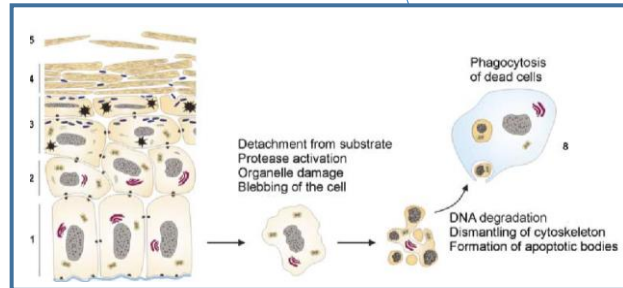 5
4
3
2
1
Detachment from substrate
Protease activation
Organelle damage
Blebbing of the cell
Phagocytosis
of dead cells
8
DNA degradation
Dismantling of cytoskeleton
Formation of apoptotic bodies